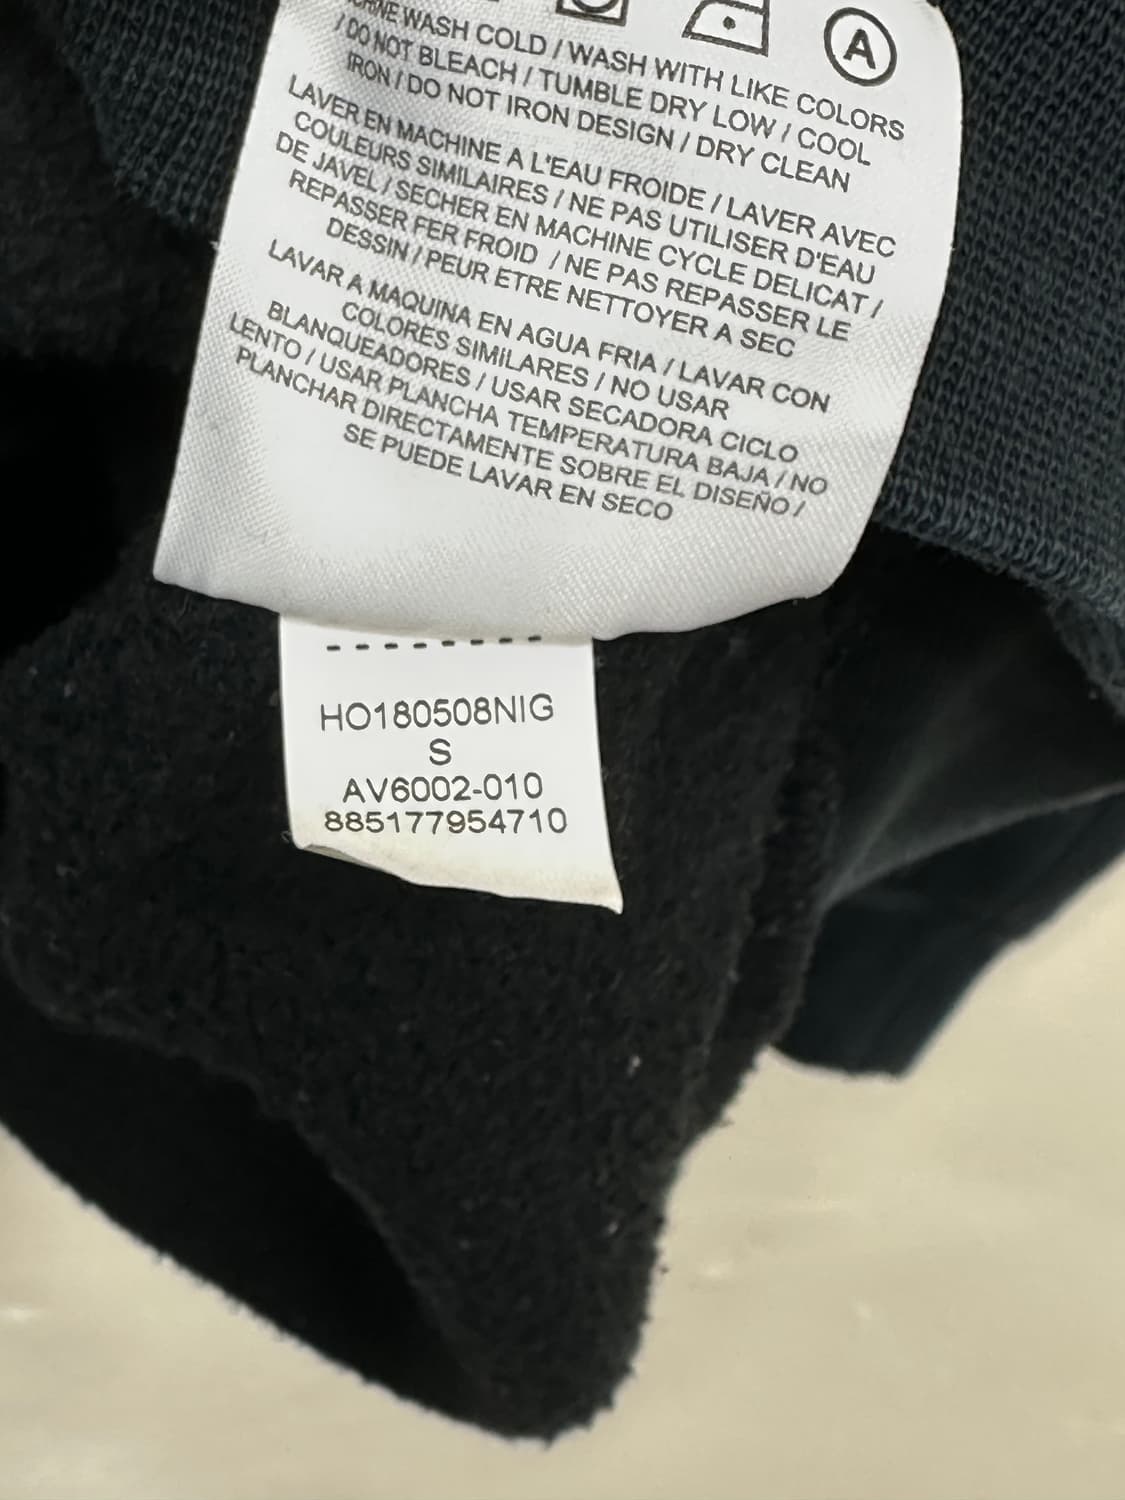 A
WASH COLD / WASH WITH LIKE COLORS
/ DO NOT BLEACH / TUMBLE DRY LOW / COOL
IRON / DO NOT IRON DESIGN / DRY CLEAN
LAVER EN MACHINE A L'EAU FROIDE / LAVER AVEC
COULEURS SIMILAIRES / NE PAS UTILISER D'EAU
DE JAVEL / SECHER EN MACHINE CYCLE DELICAT /
REPASSER FER FROID / NE PAS REPASSER LE
DESSIN / PEUR ETRE NETTOYER A SEC
LAVAR A MAQUINA EN AGUA FRIA / LAVAR CON
COLORES SIMILARES / NO USAR
BLANQUEADORES / USAR SECADORA CICLO
LENTO / USAR PLANCHA TEMPERATURA BAJA / NO
PLANCHAR DIRECTAMENTE SOBRE EL DISEÑO /
SE PUEDE LAVAR EN SECO
HO180508NIG
S
AV6002-010
885177954710